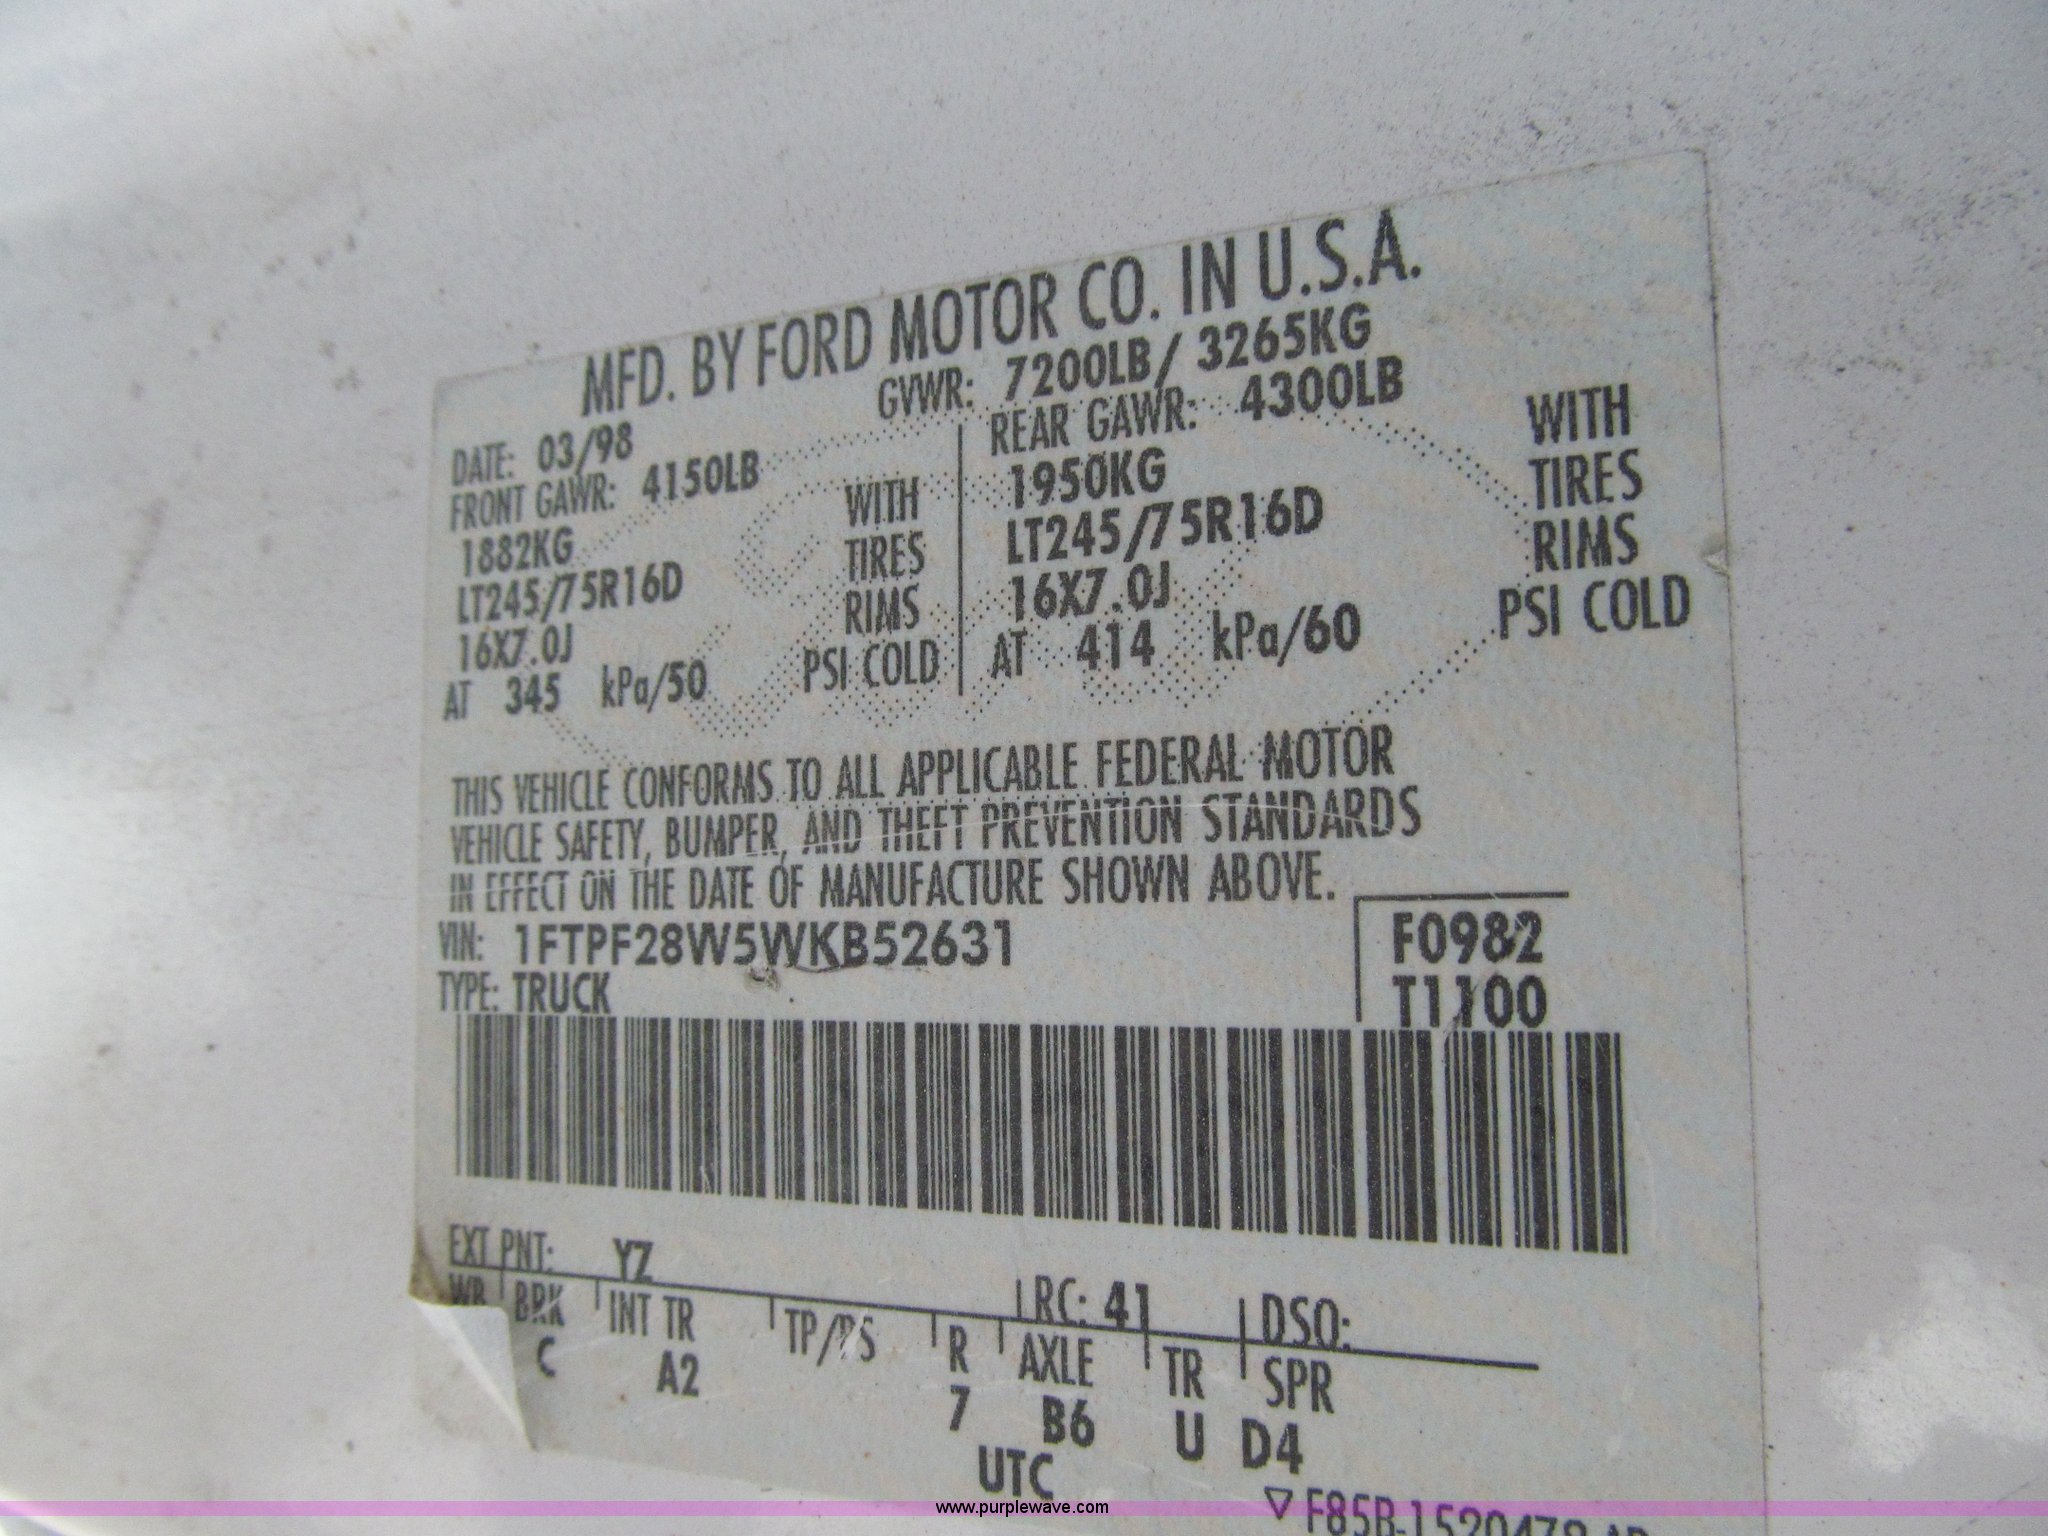 MFD. BY FORD MOTOR CO. IN U.S.A.
DATE: 03/98 GVWR: 7200LB/ 3265KG
FRONT GAWR: 4150LB REAR GAWR: 4300LB
1882KG WITH 1950KG WITH
LT245/75R16D TIRES LT245/75R16D TIRES
16X7.0J RIMS 16X7.0J RIMS
AT 345 kPa/50 PSI COLD AT 414 kPa/60 PSI COLD
THIS VEHICLE CONFORMS TO ALL APPLICABLE FEDERAL MOTOR
VEHICLE SAFETY, BUMPER, AND THEFT PREVENTION STANDARDS
IN EFFECT ON THE DATE OF MANUFACTURE SHOWN ABOVE.
VIN: 1FTPF28W5WKB52631 F0982
TYPE: TRUCK T1100
EXT PNT: YZ RC: 41 DSO:
WB BRK INT TR TP/PS R AXLE TR SPR
C A2 7 B6 U D4
UTC
www.purplewave.com